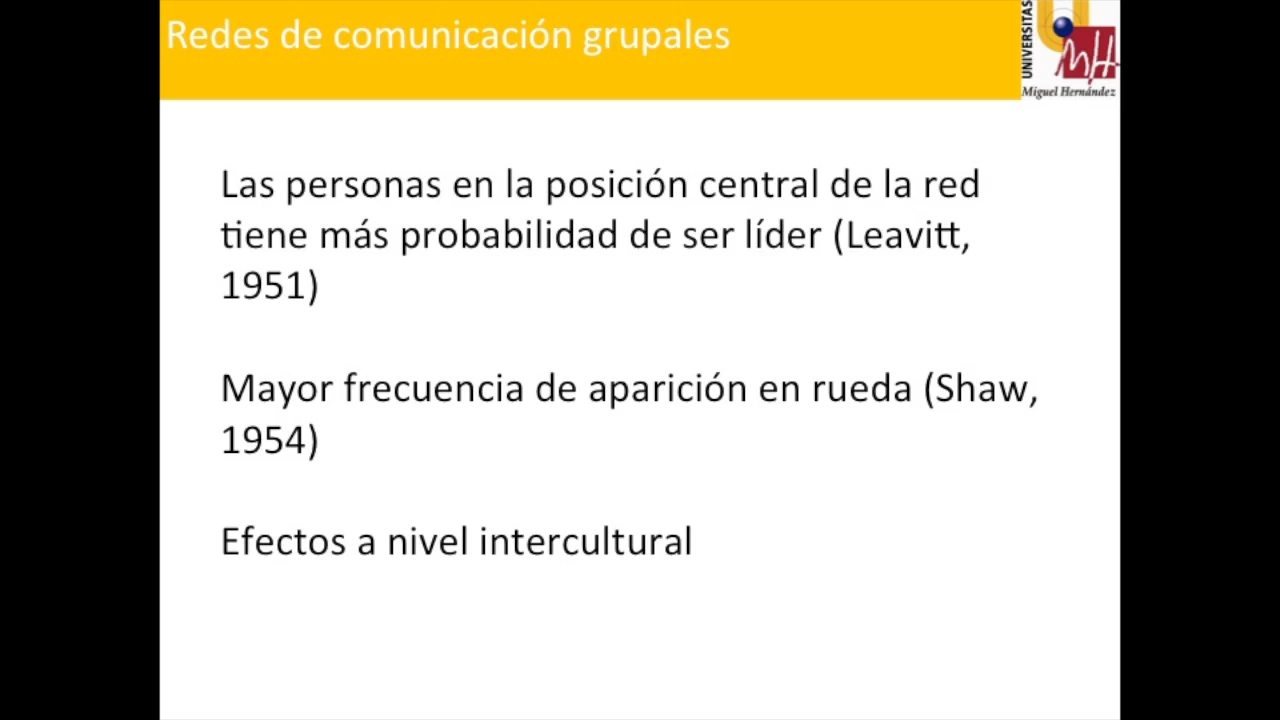 Redes de comunicación grupales
UNIVERSITAS
Miguel Hernández
Las personas en la posición central de la red
tiene más probabilidad de ser líder (Leavitt,
1951)
Mayor frecuencia de aparición en rueda (Shaw,
1954)
Efectos a nivel intercultural